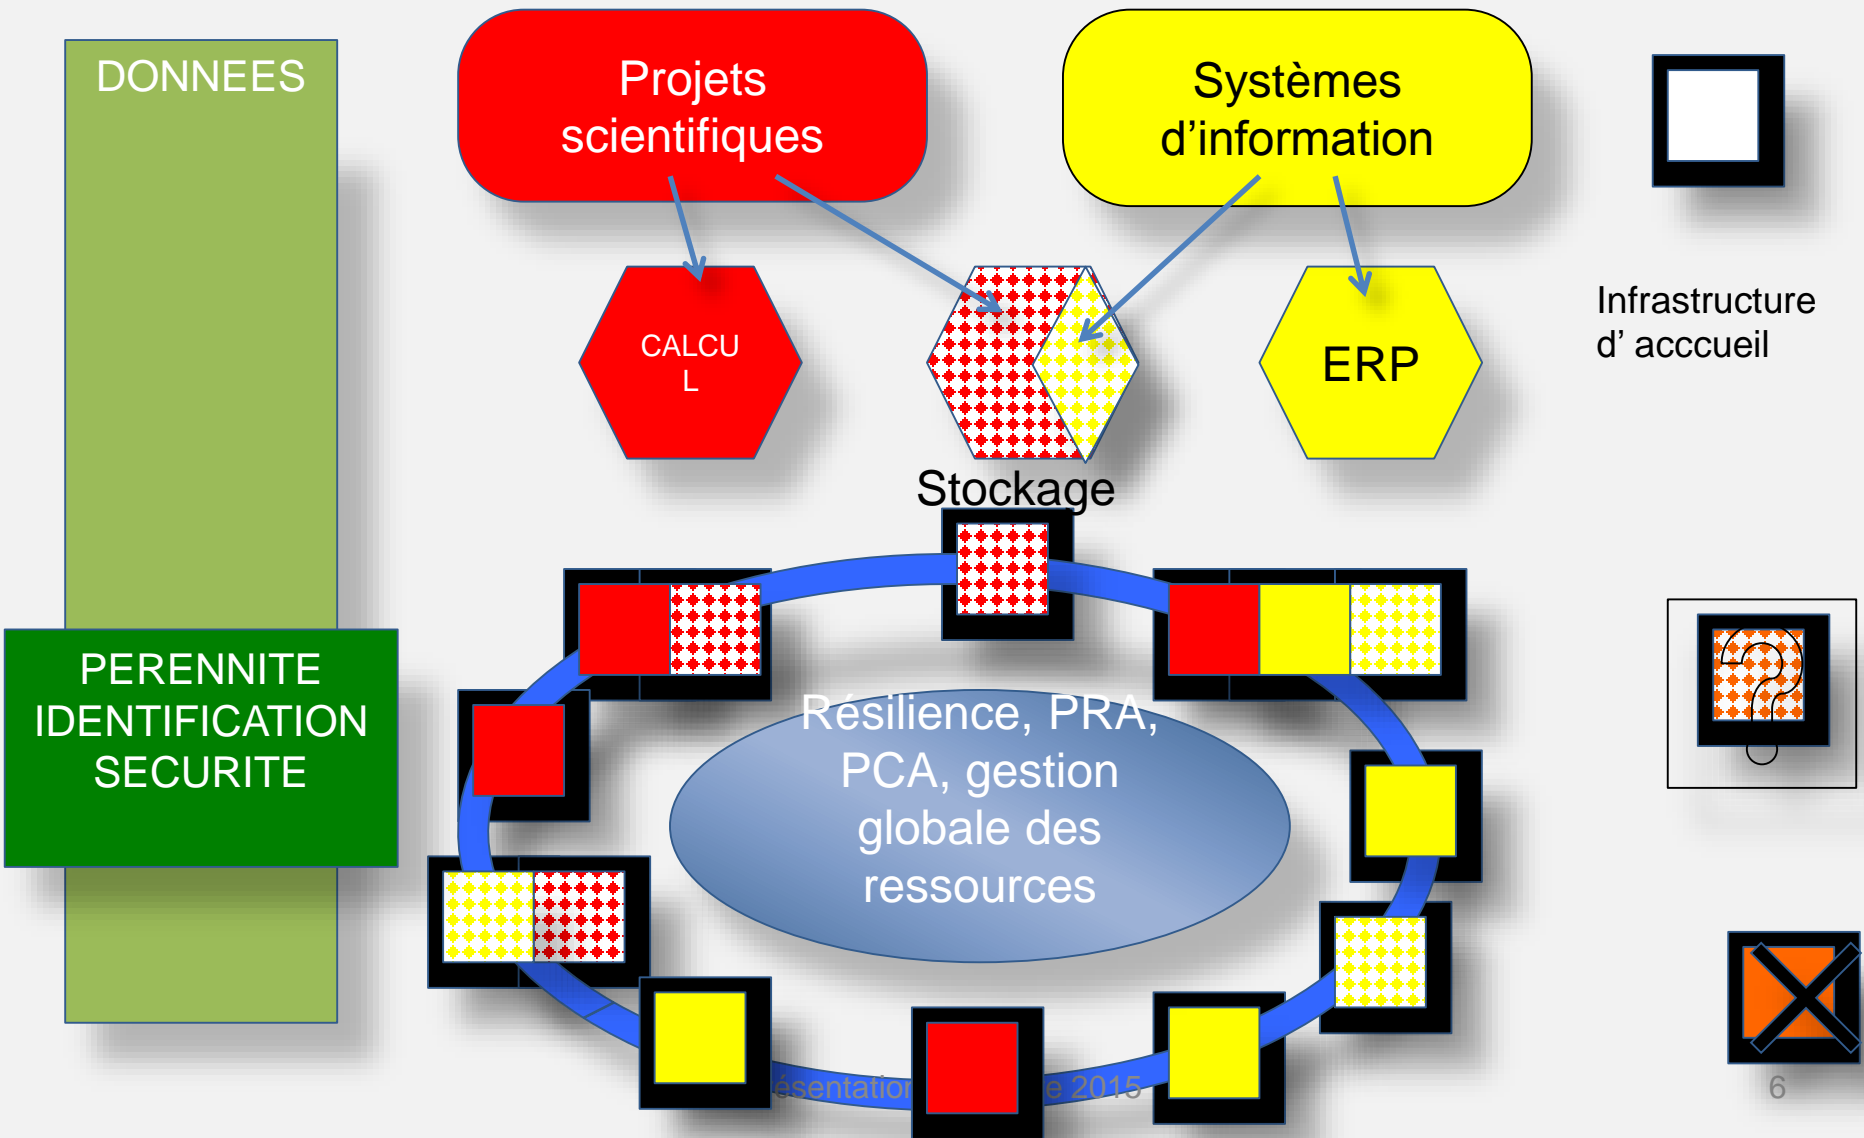 DONNEES
Projets
scientifiques
Systèmes
d’information
CALCU
L
ERP
Infrastructure
d’ acccueil
Stockage
PERENNITE
IDENTIFICATION
SECURITE
Résilience, PRA,
PCA, gestion
globale des
ressources
?
2015
6